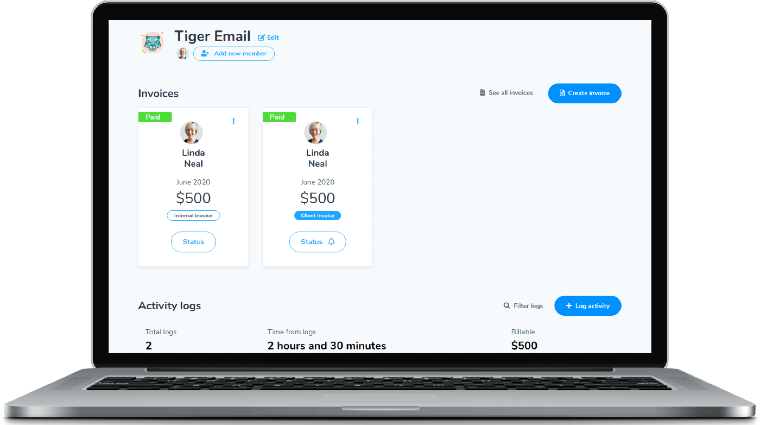 Tiger Email Edit
Add new member
Invoices See all invoices Create invoice
Paid Paid
Linda Linda
Neal Neal
June 2020 June 2020
$500 $500
Internal invoice Client invoice
Status Status
Activity logs Filter logs Log activity
Total logs Time from logs Billable
2 2 hours and 30 minutes $500